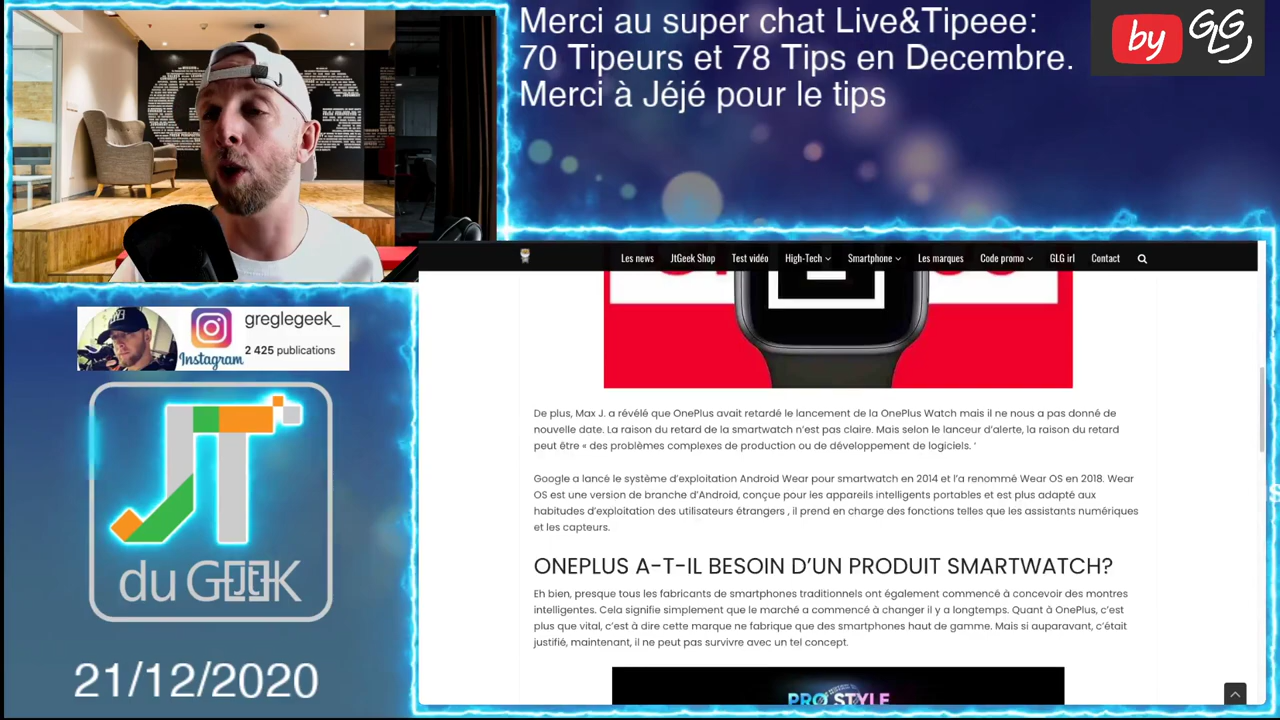 Merci au super chat Live&Tipeee:
70 Tipeurs et 78 Tips en Decembre.
Merci à Jéjé pour le tips
by GLG
Les news JtGeek Shop Test vidéo High-Tech Smartphone Les marques Code promo GLG irl Contact
greglegeek_
Instagram
2 425 publications
JT
du GEEK
21/12/2020
De plus, Max J. a révélé que OnePlus avait retardé le lancement de la OnePlus Watch mais il ne nous a pas donné de
nouvelle date. La raison du retard de la smartwatch n'est pas claire. Mais selon le lanceur d'alerte, la raison du retard
peut être « des problèmes complexes de production ou de développement de logiciels. '
Google a lancé le système d'exploitation Android Wear pour smartwatch en 2014 et l'a renommé Wear OS en 2018. Wear
OS est une version de branche d'Android, conçue pour les appareils intelligents portables et est plus adapté aux
habitudes d'exploitation des utilisateurs étrangers , il prend en charge des fonctions telles que les assistants numériques
et les capteurs.
ONEPLUS A-T-IL BESOIN D'UN PRODUIT SMARTWATCH?
Eh bien, presque tous les fabricants de smartphones traditionnels ont également commencé à concevoir des montres
intelligentes. Cela signifie simplement que le marché a commencé à changer il y a longtemps. Quant à OnePlus, c'est
plus que vital, c'est à dire cette marque ne fabrique que des smartphones haut de gamme. Mais si auparavant, c'était
justifié, maintenant, il ne peut pas survivre avec un tel concept.
PRO STYLE